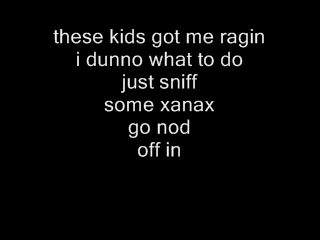 these kids got me ragin
i dunno what to do
just sniff
some xanax
go nod
off in